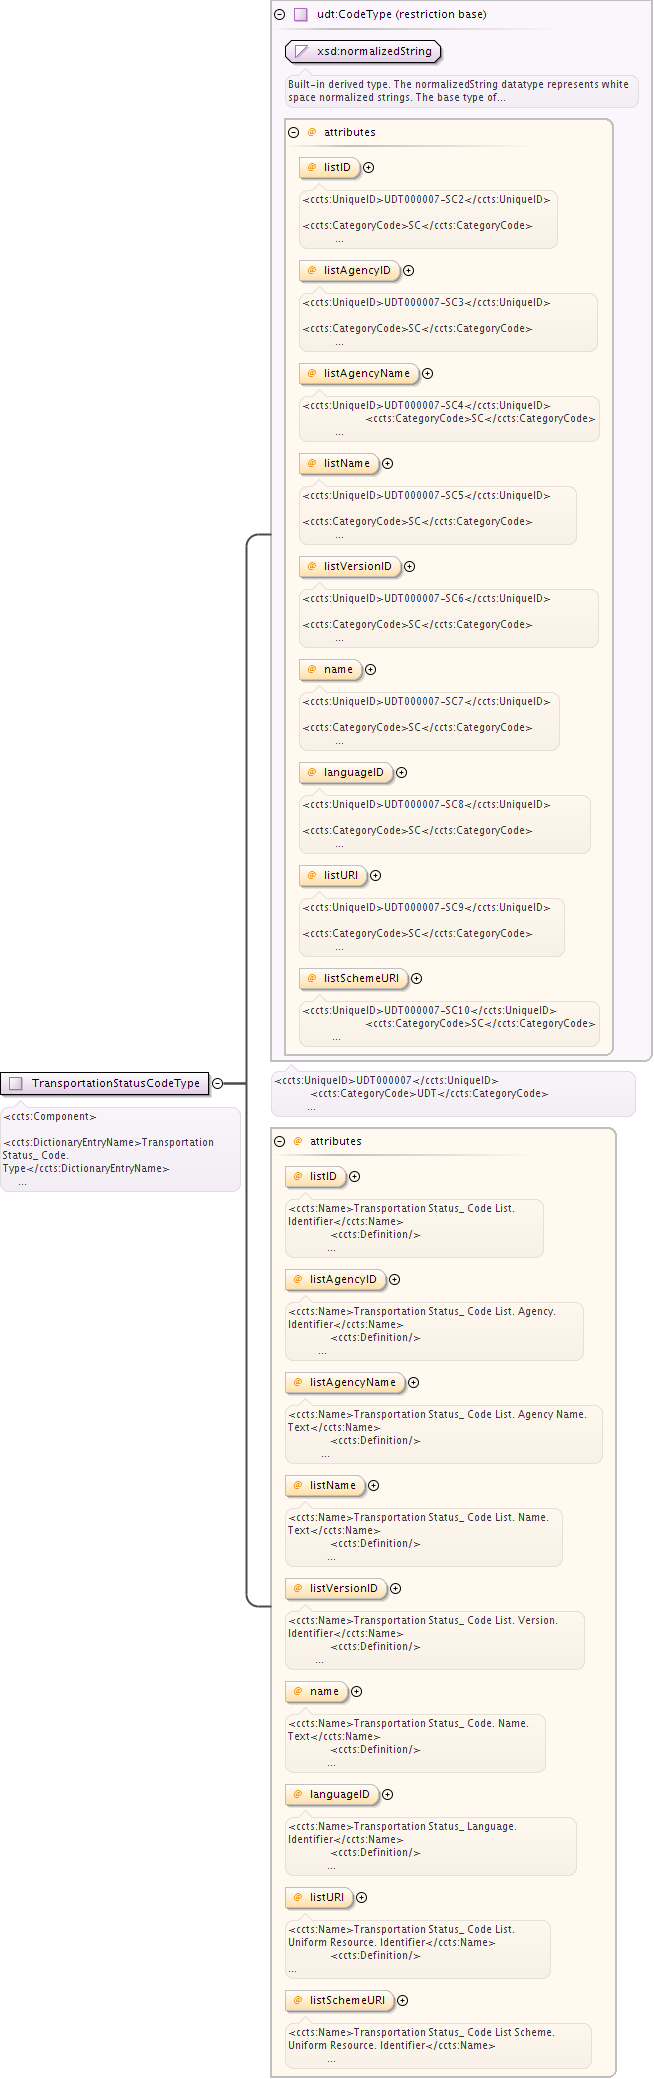 udt:CodeType (restriction base)
xsd:normalizedString
Built-in derived type. The normalizedString datatype represents white
space normalized strings. The base type of...
@ attributes
@ listID
<ccts:UniqueID>UDT000007-SC2</ccts:UniqueID>
<ccts:CategoryCode>SC</ccts:CategoryCode>
...
@ listAgencyID
<ccts:UniqueID>UDT000007-SC3</ccts:UniqueID>
<ccts:CategoryCode>SC</ccts:CategoryCode>
...
@ listAgencyName
<ccts:UniqueID>UDT000007-SC4</ccts:UniqueID>
<ccts:CategoryCode>SC</ccts:CategoryCode>
...
@ listName
<ccts:UniqueID>UDT000007-SC5</ccts:UniqueID>
<ccts:CategoryCode>SC</ccts:CategoryCode>
...
@ listVersionID
<ccts:UniqueID>UDT000007-SC6</ccts:UniqueID>
<ccts:CategoryCode>SC</ccts:CategoryCode>
...
@ name
<ccts:UniqueID>UDT000007-SC7</ccts:UniqueID>
<ccts:CategoryCode>SC</ccts:CategoryCode>
...
@ languageID
<ccts:UniqueID>UDT000007-SC8</ccts:UniqueID>
<ccts:CategoryCode>SC</ccts:CategoryCode>
...
@ listURI
<ccts:UniqueID>UDT000007-SC9</ccts:UniqueID>
<ccts:CategoryCode>SC</ccts:CategoryCode>
...
@ listSchemeURI
<ccts:UniqueID>UDT000007-SC10</ccts:UniqueID>
<ccts:CategoryCode>SC</ccts:CategoryCode>
...
TransportationStatusCodeType
<ccts:Component>
<ccts:DictionaryEntryName>Transportation
Status_ Code.
Type</ccts:DictionaryEntryName>
...
<ccts:UniqueID>UDT000007</ccts:UniqueID>
<ccts:CategoryCode>UDT</ccts:CategoryCode>
...
@ attributes
@ listID
<ccts:Name>Transportation Status_ Code List.
Identifier</ccts:Name>
<ccts:Definition/>
...
@ listAgencyID
<ccts:Name>Transportation Status_ Code List. Agency.
Identifier</ccts:Name>
<ccts:Definition/>
...
@ listAgencyName
<ccts:Name>Transportation Status_ Code List. Agency Name.
Text</ccts:Name>
<ccts:Definition/>
...
@ listName
<ccts:Name>Transportation Status_ Code List. Name.
Text</ccts:Name>
<ccts:Definition/>
...
@ listVersionID
<ccts:Name>Transportation Status_ Code List. Version.
Identifier</ccts:Name>
<ccts:Definition/>
...
@ name
<ccts:Name>Transportation Status_ Code. Name.
Text</ccts:Name>
<ccts:Definition/>
...
@ languageID
<ccts:Name>Transportation Status_ Language.
Identifier</ccts:Name>
<ccts:Definition/>
...
@ listURI
<ccts:Name>Transportation Status_ Code List.
Uniform Resource. Identifier</ccts:Name>
<ccts:Definition/>
...
@ listSchemeURI
<ccts:Name>Transportation Status_ Code List Scheme.
Uniform Resource. Identifier</ccts:Name>
...